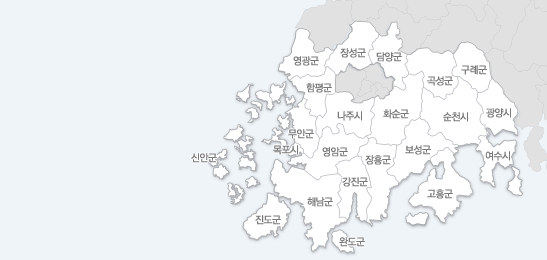 영광군
장성군
담양군
함평군
곡성군
구례군
나주시
화순군
순천시
광양시
무안군
목포시
신안군
영암군
장흥군
보성군
여수시
강진군
고흥군
해남군
진도군
완도군